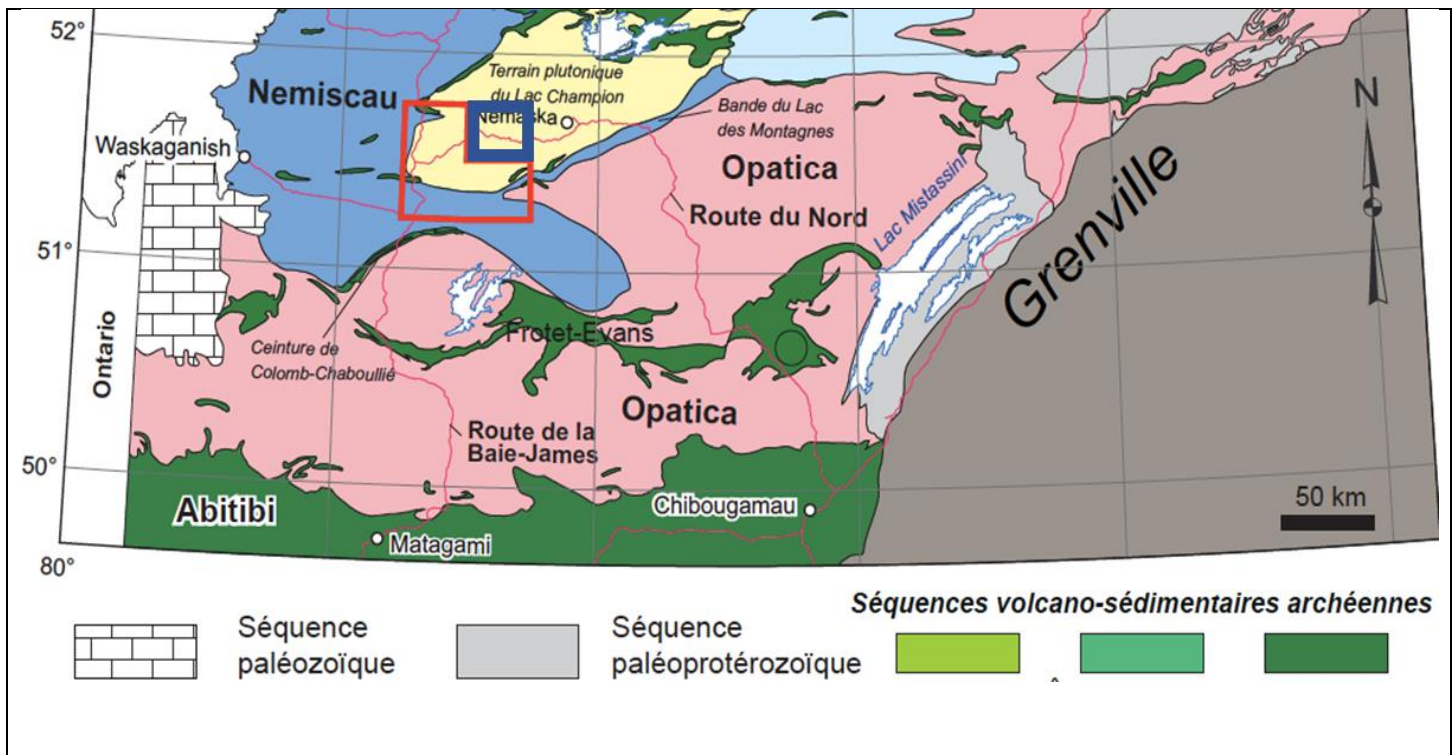 52°
Terrain plutonique
du Lac Champion
Nemiscau
Nemaska
Bande du Lac
des Montagnes
N
Waskaganish
Opatica
Lac Mistassini
Route du Nord
51°
Grenville
Ontario
Frotet-Evans
Ceinture de
Colomb-Chaboullié
Opatica
Route de la
Baie-James
50°
50 km
Abitibi
Chibougamau
Matagami
80°
Séquences volcano-sédimentaires archéennes
Séquence
paléozoïque
Séquence
paléoprotérozoïque